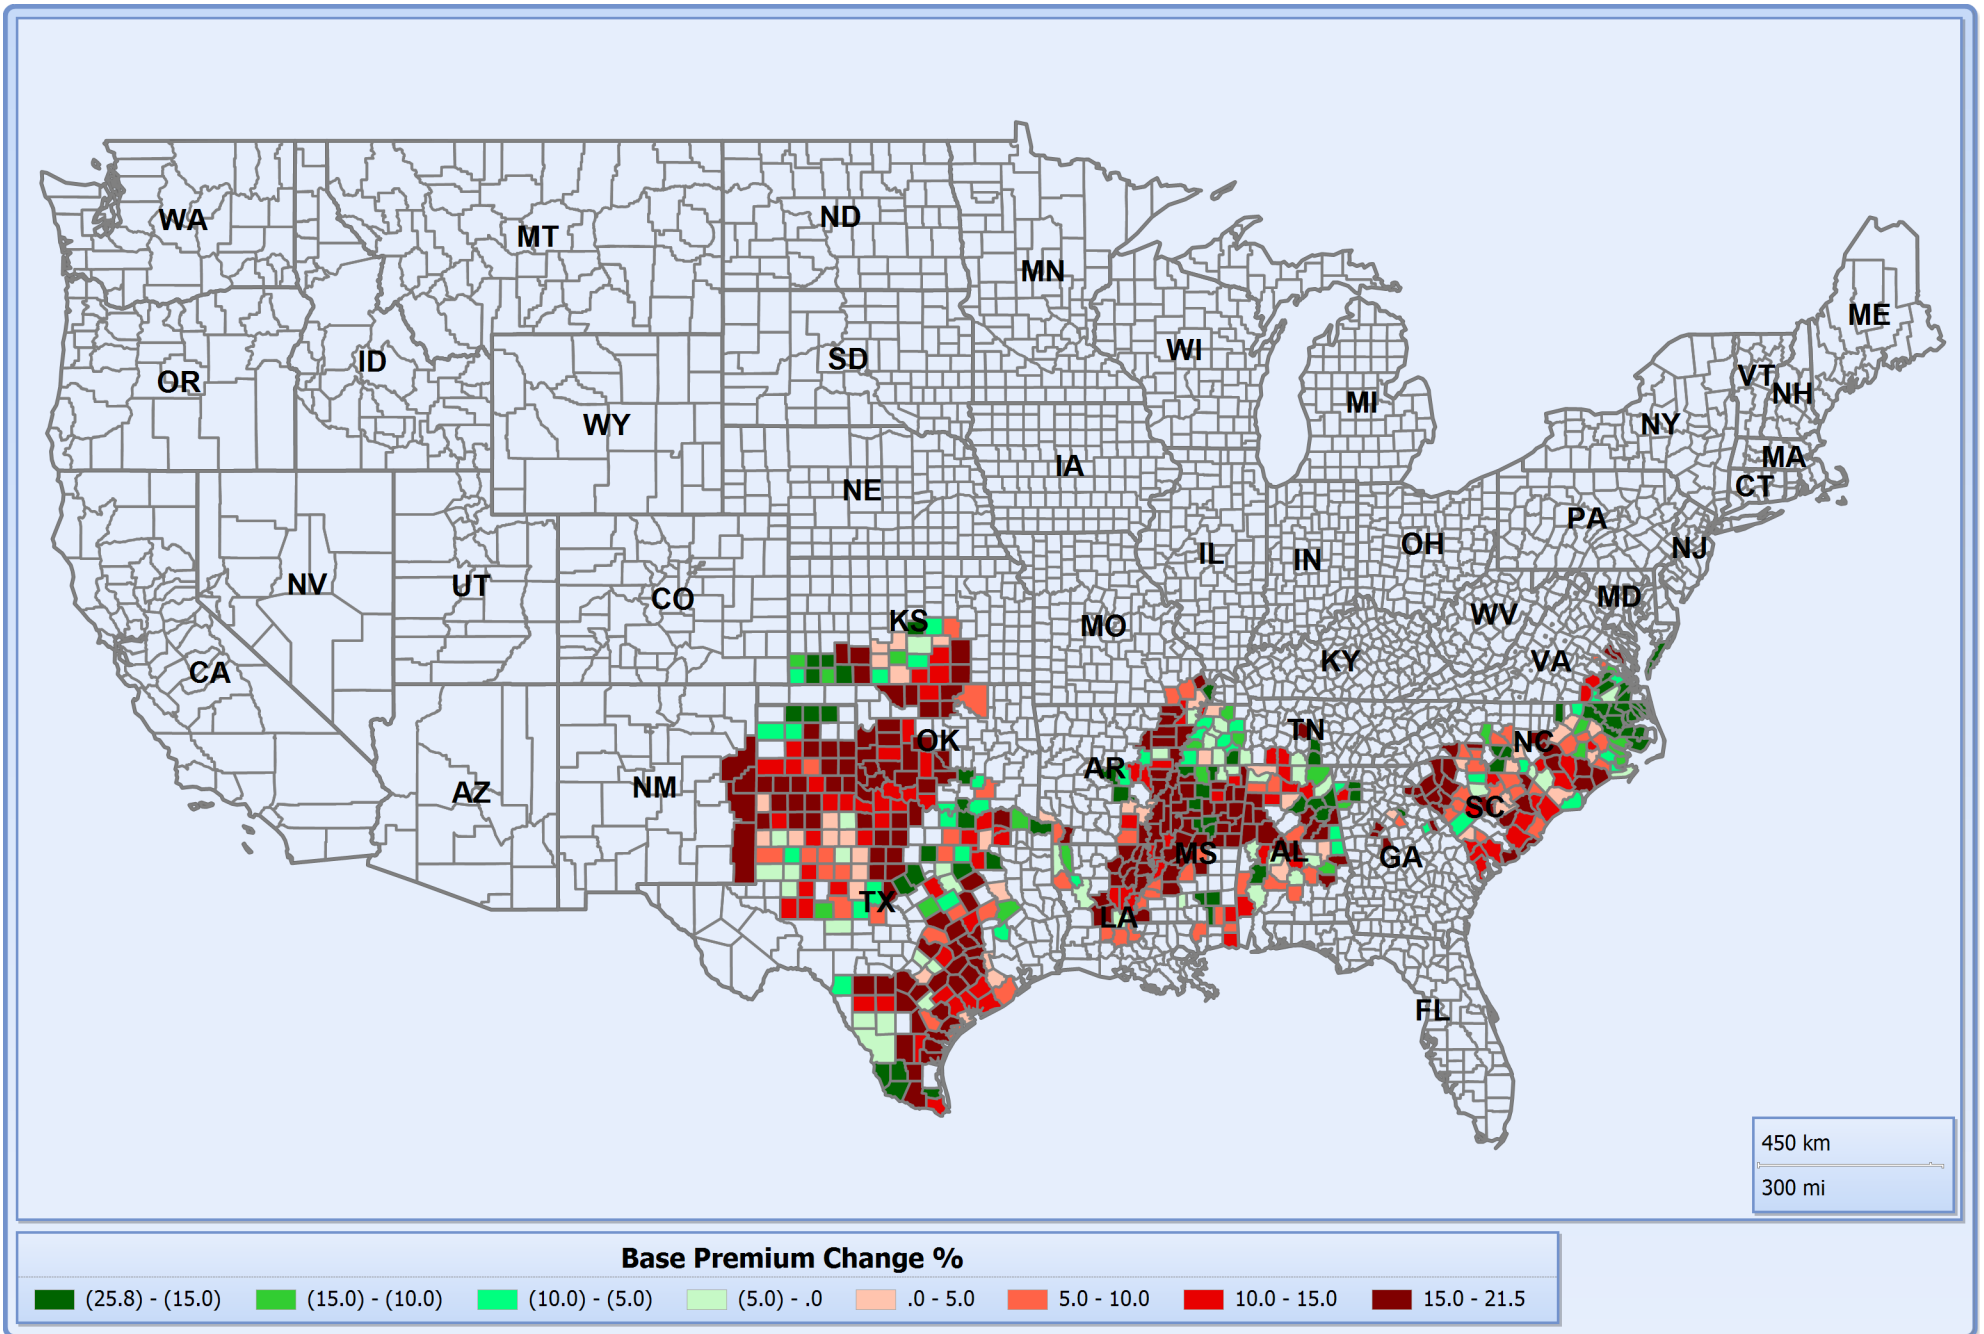 WA
MT
ND
MN
ME
ID
OR
SD
WI
VT
NH
MI
NY
WY
MA
IA
CT
NE
PA
NJ
OH
IL
IN
NV
UT
CO
MD
WV
KS
MO
KY
VA
CA
TN
NC
OK
AR
NM
AZ
SC
MS
AL
GA
TX
LA
FL
450 km
300 mi
Base Premium Change %
(25.8) - (15.0) (15.0) - (10.0) (10.0) - (5.0) (5.0) - .0 .0 - 5.0 5.0 - 10.0 10.0 - 15.0 15.0 - 21.5